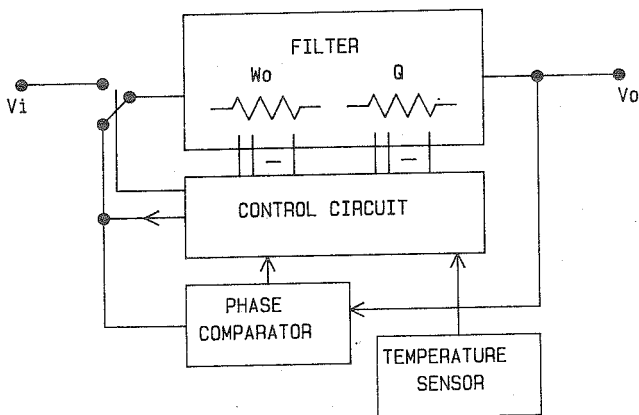 FILTER
Wo Q
Vi Vo
CONTROL CIRCUIT
PHASE
COMPARATOR
TEMPERATURE
SENSOR